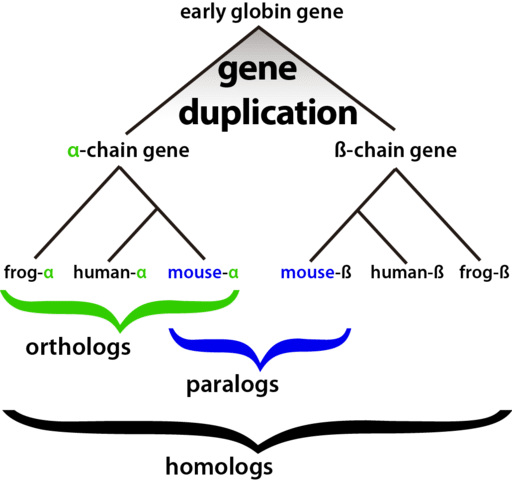 early globin gene
gene
duplication
α-chain gene ß-chain gene
frog-α human-α mouse-α mouse-ß human-ß frog-ß
orthologs
paralogs
homologs